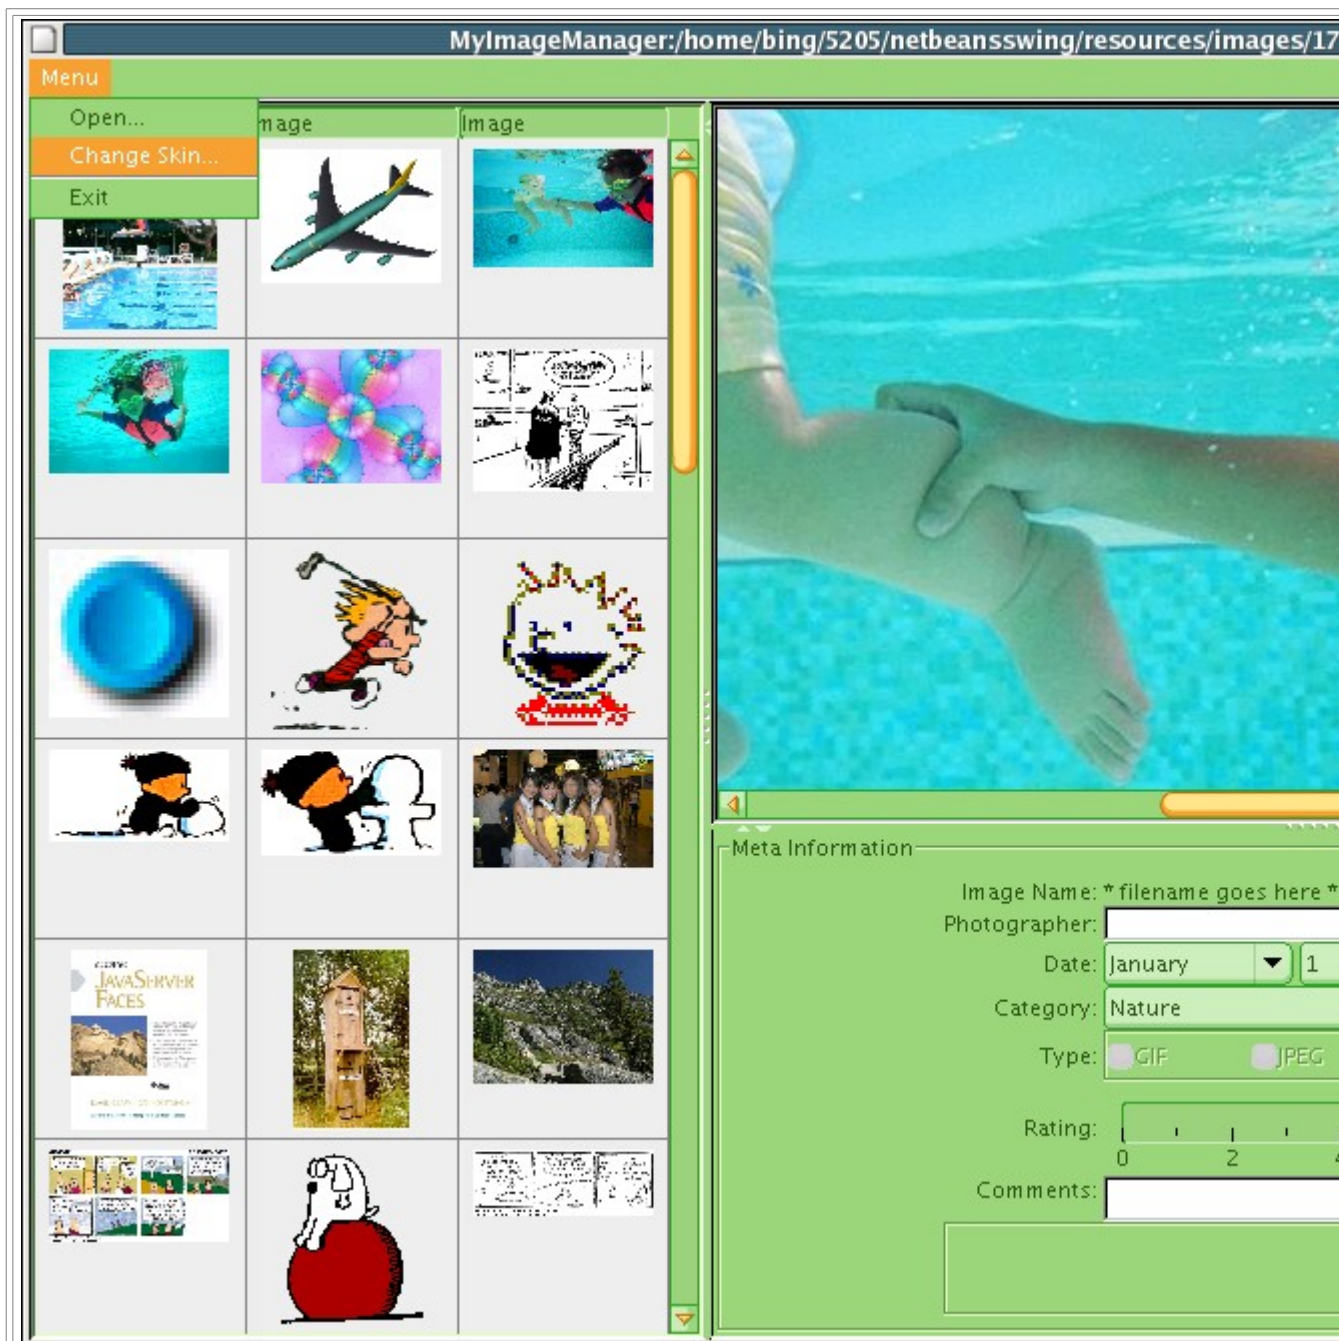 MyImageManager:/home/bing/5205/netbeansswing/resources/images/17
Menu
Open...
Change Skin...
Exit
mage
Image
JAVASERVER
FACES
Meta Information
Image Name: * filename goes here *
Photographer:
Date: January 1
Category: Nature
Type: GIF JPEG
Rating:
0 2 4
Comments: